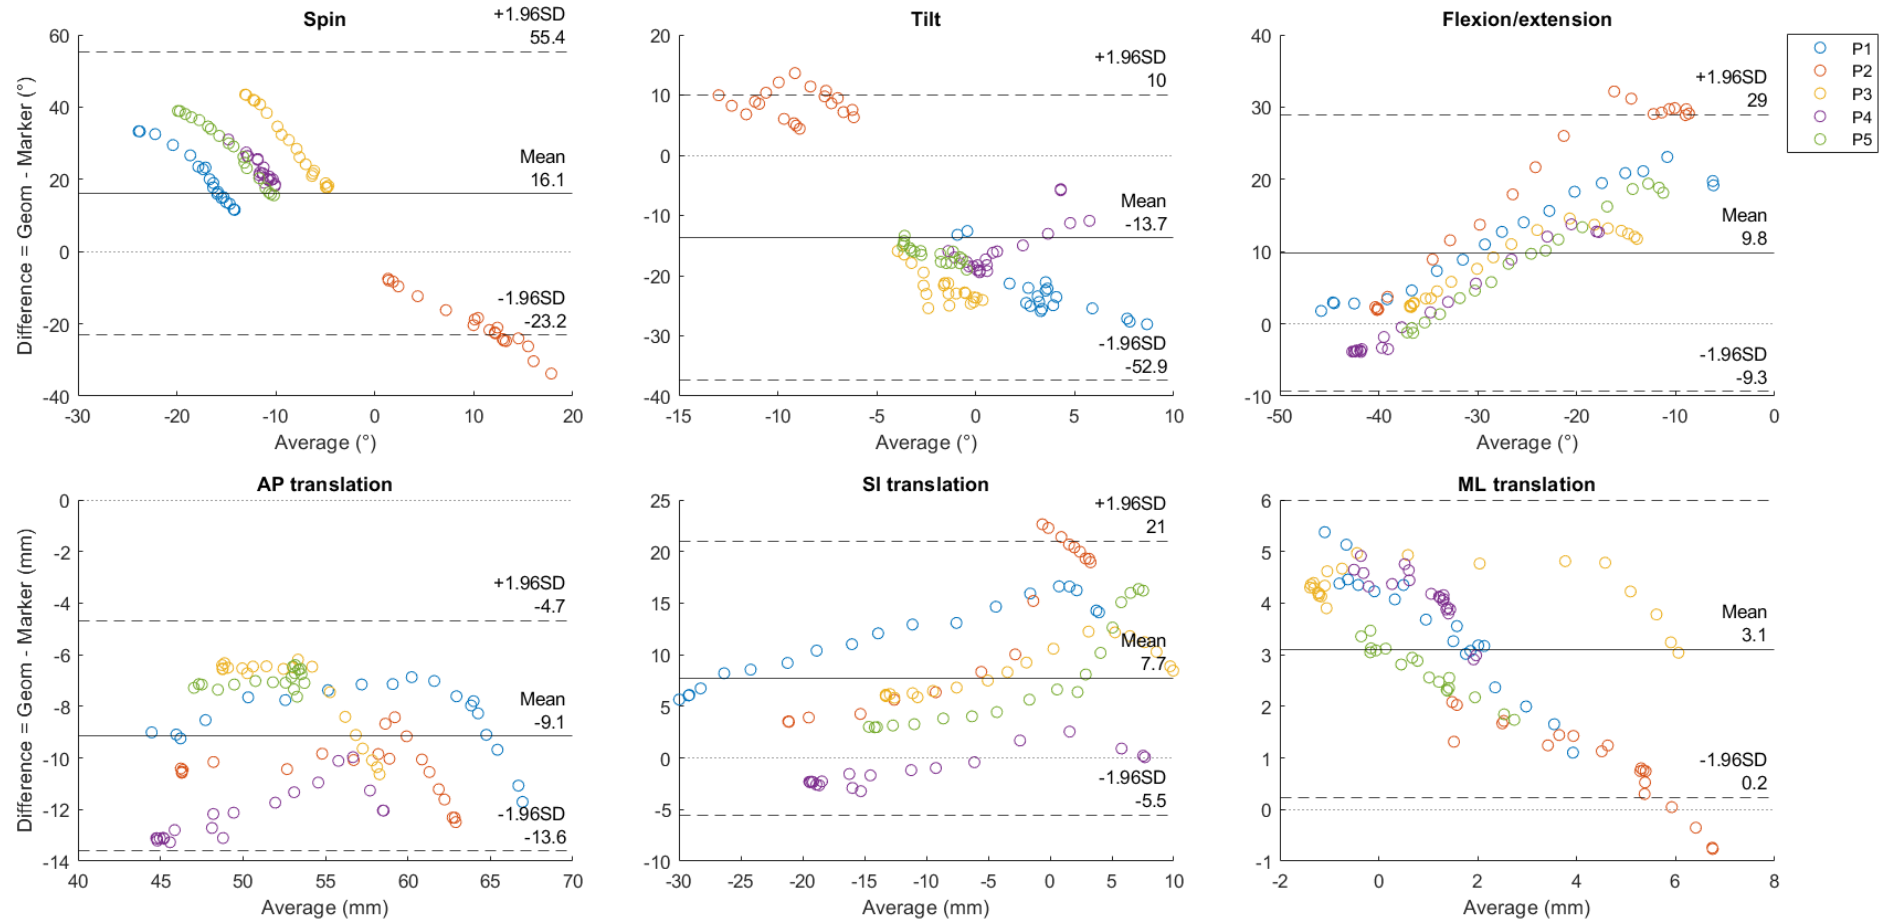 Spin
+1.96SD
55.4
Mean
16.1
-1.96SD
-23.2
60
40
20
0
-20
-40
-30
-20
-10
0
10
20
Average (°)
Difference = Geom - Marker (°)
Tilt
+1.96SD
10
Mean
-13.7
-1.96SD
-52.9
20
10
0
-10
-20
-30
-40
-15
-10
-5
0
5
10
Average (°)
Flexion/extension
+1.96SD
29
Mean
9.8
-1.96SD
-9.3
40
30
20
10
0
-10
-50
-40
-30
-20
-10
0
Average (°)
P1
P2
P3
P4
P5
AP translation
+1.96SD
-4.7
Mean
-9.1
-1.96SD
-13.6
0
-2
-4
-6
-8
-10
-12
-14
40
45
50
55
60
65
70
Average (mm)
Difference = Geom - Marker (mm)
SI translation
+1.96SD
21
Mean
7.7
-1.96SD
-5.5
25
20
15
10
5
0
-5
-10
-30
-25
-20
-15
-10
-5
0
5
10
Average (mm)
ML translation
Mean
3.1
-1.96SD
0.2
6
5
4
3
2
1
0
-1
-2
0
2
4
6
8
Average (mm)